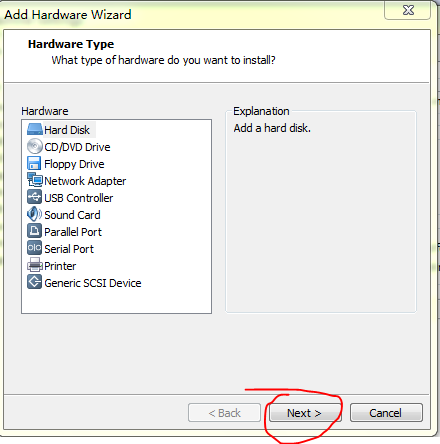 Add Hardware Wizard
Hardware Type
What type of hardware do you want to install?
Hardware
Explanation
Hard Disk
Add a hard disk.
CD/DVD Drive
Floppy Drive
Network Adapter
USB Controller
Sound Card
Parallel Port
Serial Port
Printer
Generic SCSI Device
< Back
Next >
Cancel